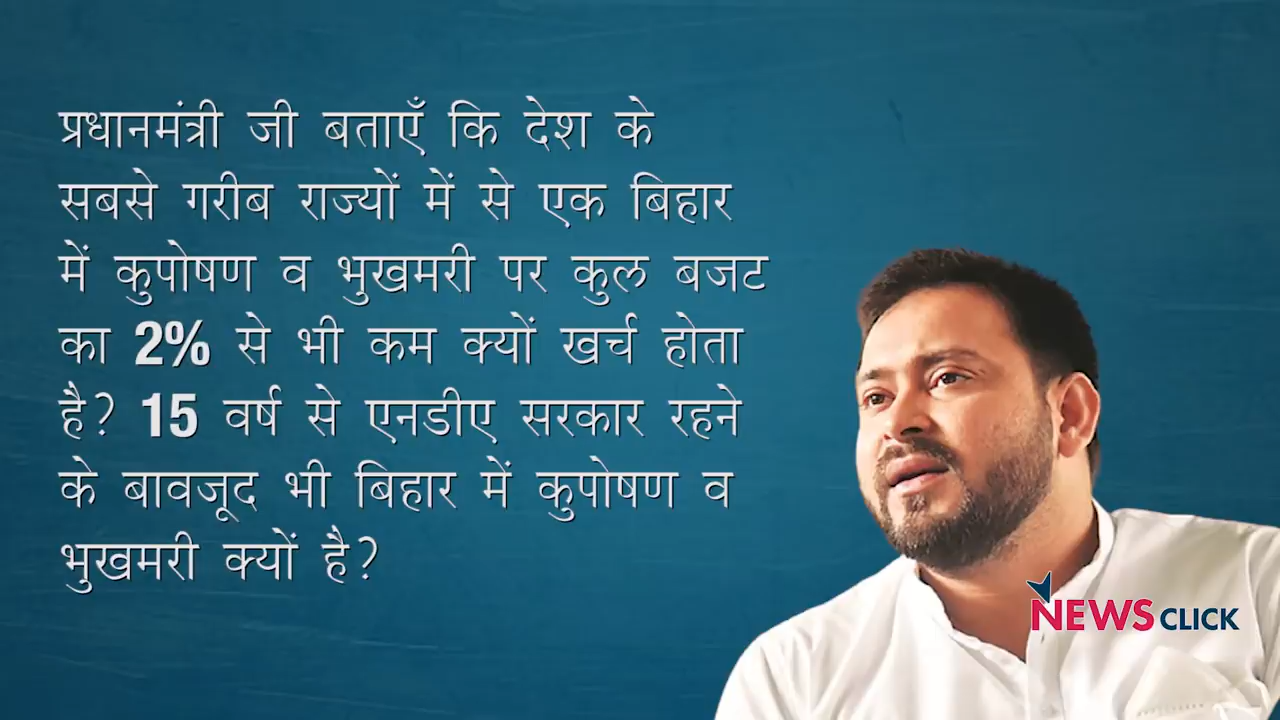 प्रधानमंत्री जी बताएँ कि देश के
सबसे गरीब राज्यों में से एक बिहार
में कुपोषण व भुखमरी पर कुल बजट
का 2% से भी कम क्यों खर्च होता
है? 15 वर्ष से एनडीए सरकार रहने
के बावजूद भी बिहार में कुपोषण व
भुखमरी क्यों है?
NEWSCLICK